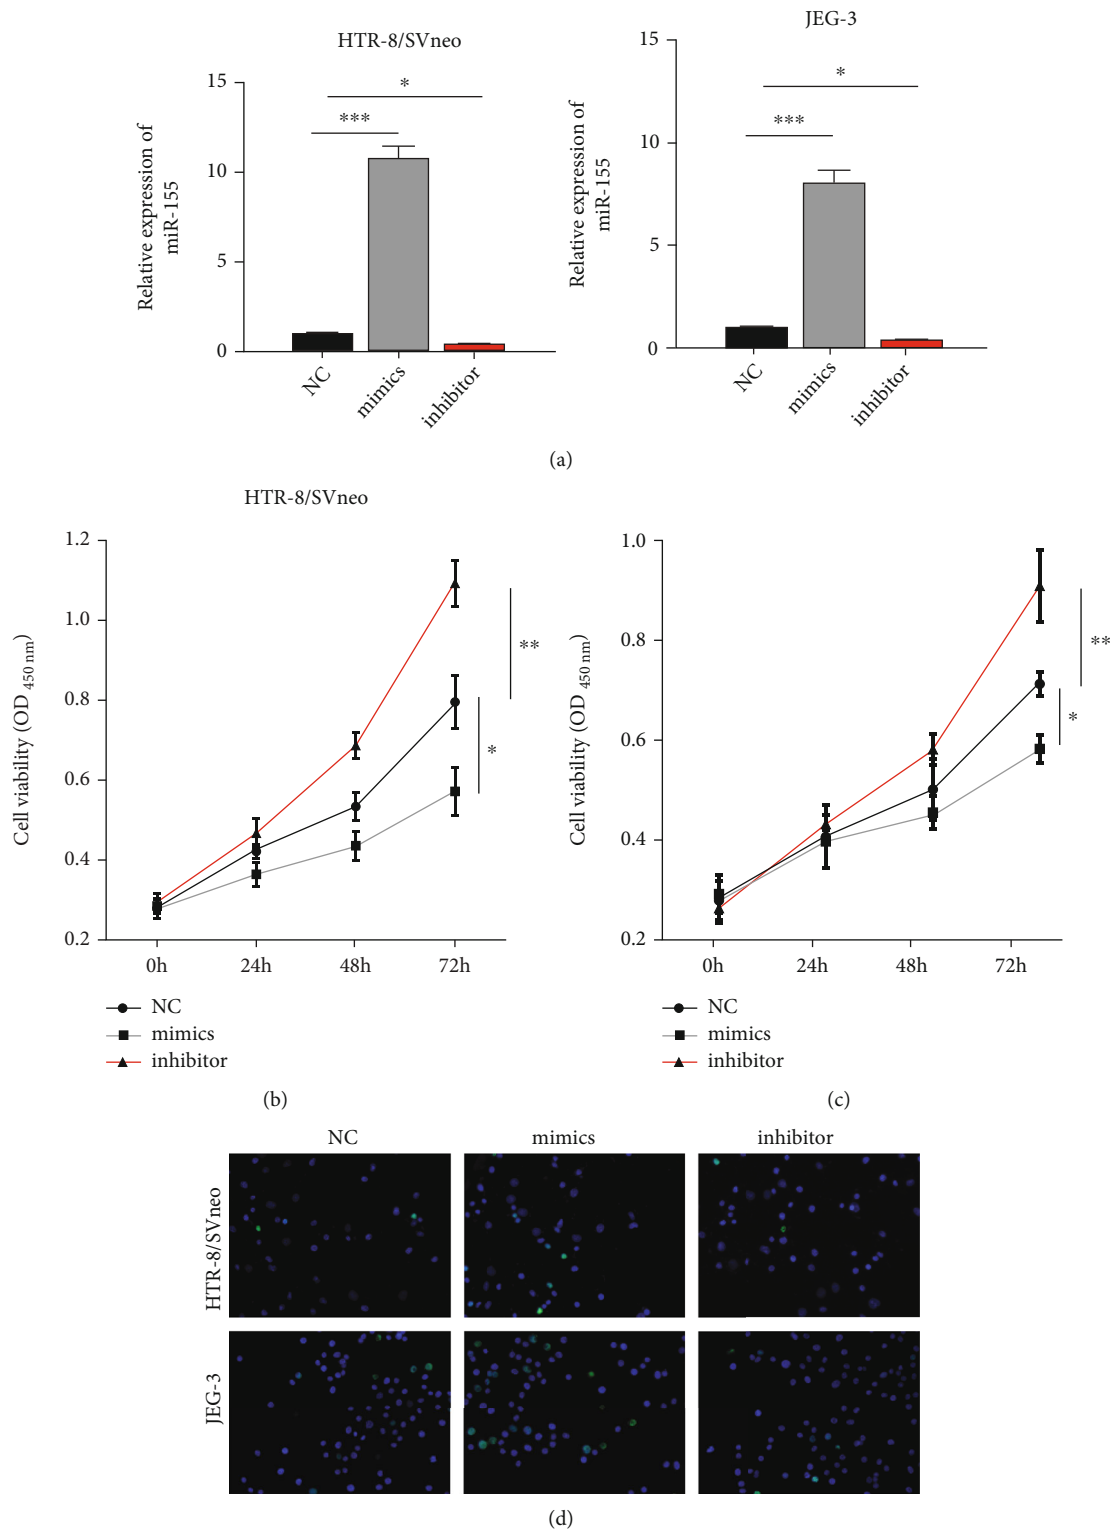 HTR-8/SVneo
Relative expression of
miR-155
15
10
5
0
***
*
NC
mimics
inhibitor
JEG-3
Relative expression of
miR-155
15
10
5
0
***
*
NC
mimics
inhibitor
(a)
HTR-8/SVneo
Cell viability (OD 450 nm)
1.2
1.0
0.8
0.6
0.4
0.2
**
*
0h
24h
48h
72h
NC
mimics
inhibitor
(b)
Cell viability (OD 450 nm)
1.0
0.8
0.6
0.4
0.2
**
*
0h
24h
48h
72h
NC
mimics
inhibitor
(c)
NC
mimics
inhibitor
HTR-8/SVneo
JEG-3
(d)